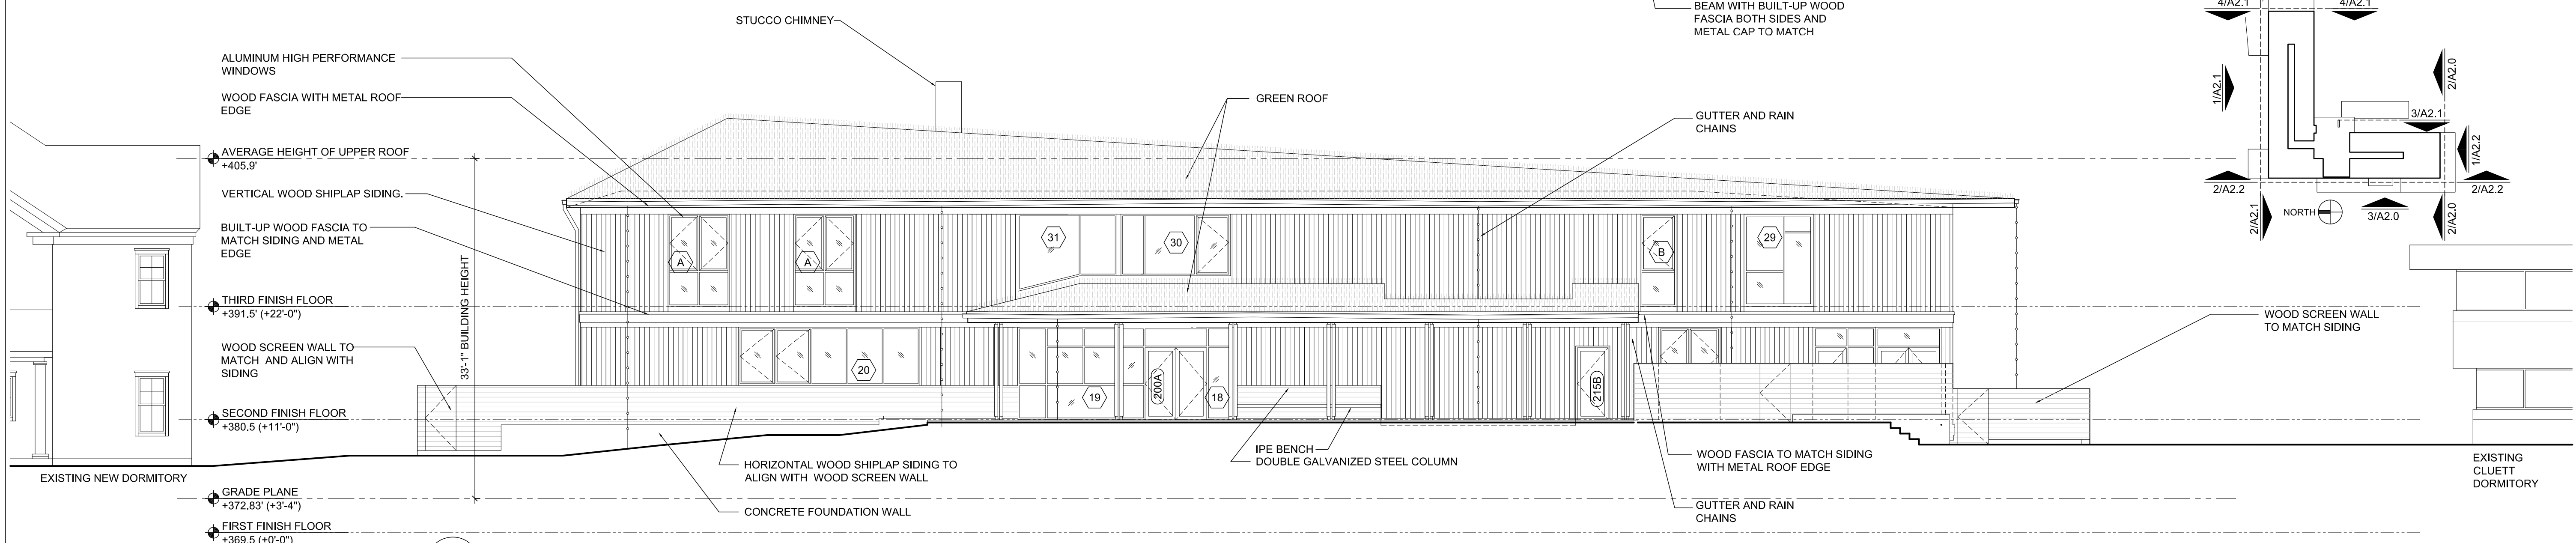 STUCCO CHIMNEY
BEAM WITH BUILT-UP WOOD
FASCIA BOTH SIDES AND
METAL CAP TO MATCH
ALUMINUM HIGH PERFORMANCE
WINDOWS
WOOD FASCIA WITH METAL ROOF
EDGE
GREEN ROOF
GUTTER AND RAIN
CHAINS
AVERAGE HEIGHT OF UPPER ROOF
+405.9'
VERTICAL WOOD SHIPLAP SIDING.
BUILT-UP WOOD FASCIA TO
MATCH SIDING AND METAL
EDGE
33'-1" BUILDING HEIGHT
THIRD FINISH FLOOR
+391.5' (+22'-0")
WOOD SCREEN WALL TO
MATCH AND ALIGN WITH
SIDING
SECOND FINISH FLOOR
+380.5 (+11'-0")
A
A
31
30
B
29
20
19
200A
18
215B
WOOD SCREEN WALL
TO MATCH SIDING
EXISTING NEW DORMITORY
HORIZONTAL WOOD SHIPLAP SIDING TO
ALIGN WITH WOOD SCREEN WALL
IPE BENCH
DOUBLE GALVANIZED STEEL COLUMN
WOOD FASCIA TO MATCH SIDING
WITH METAL ROOF EDGE
EXISTING
CLUETT
DORMITORY
GRADE PLANE
+372.83' (+3'-4")
CONCRETE FOUNDATION WALL
GUTTER AND RAIN
CHAINS
FIRST FINISH FLOOR
+369.5 (+0'-0")
4/A2.1
4/A2.1
1/A2.1
2/A2.0
3/A2.1
1/A2.2
2/A2.2
2/A2.2
NORTH
2/A2.1
3/A2.0
2/A2.0